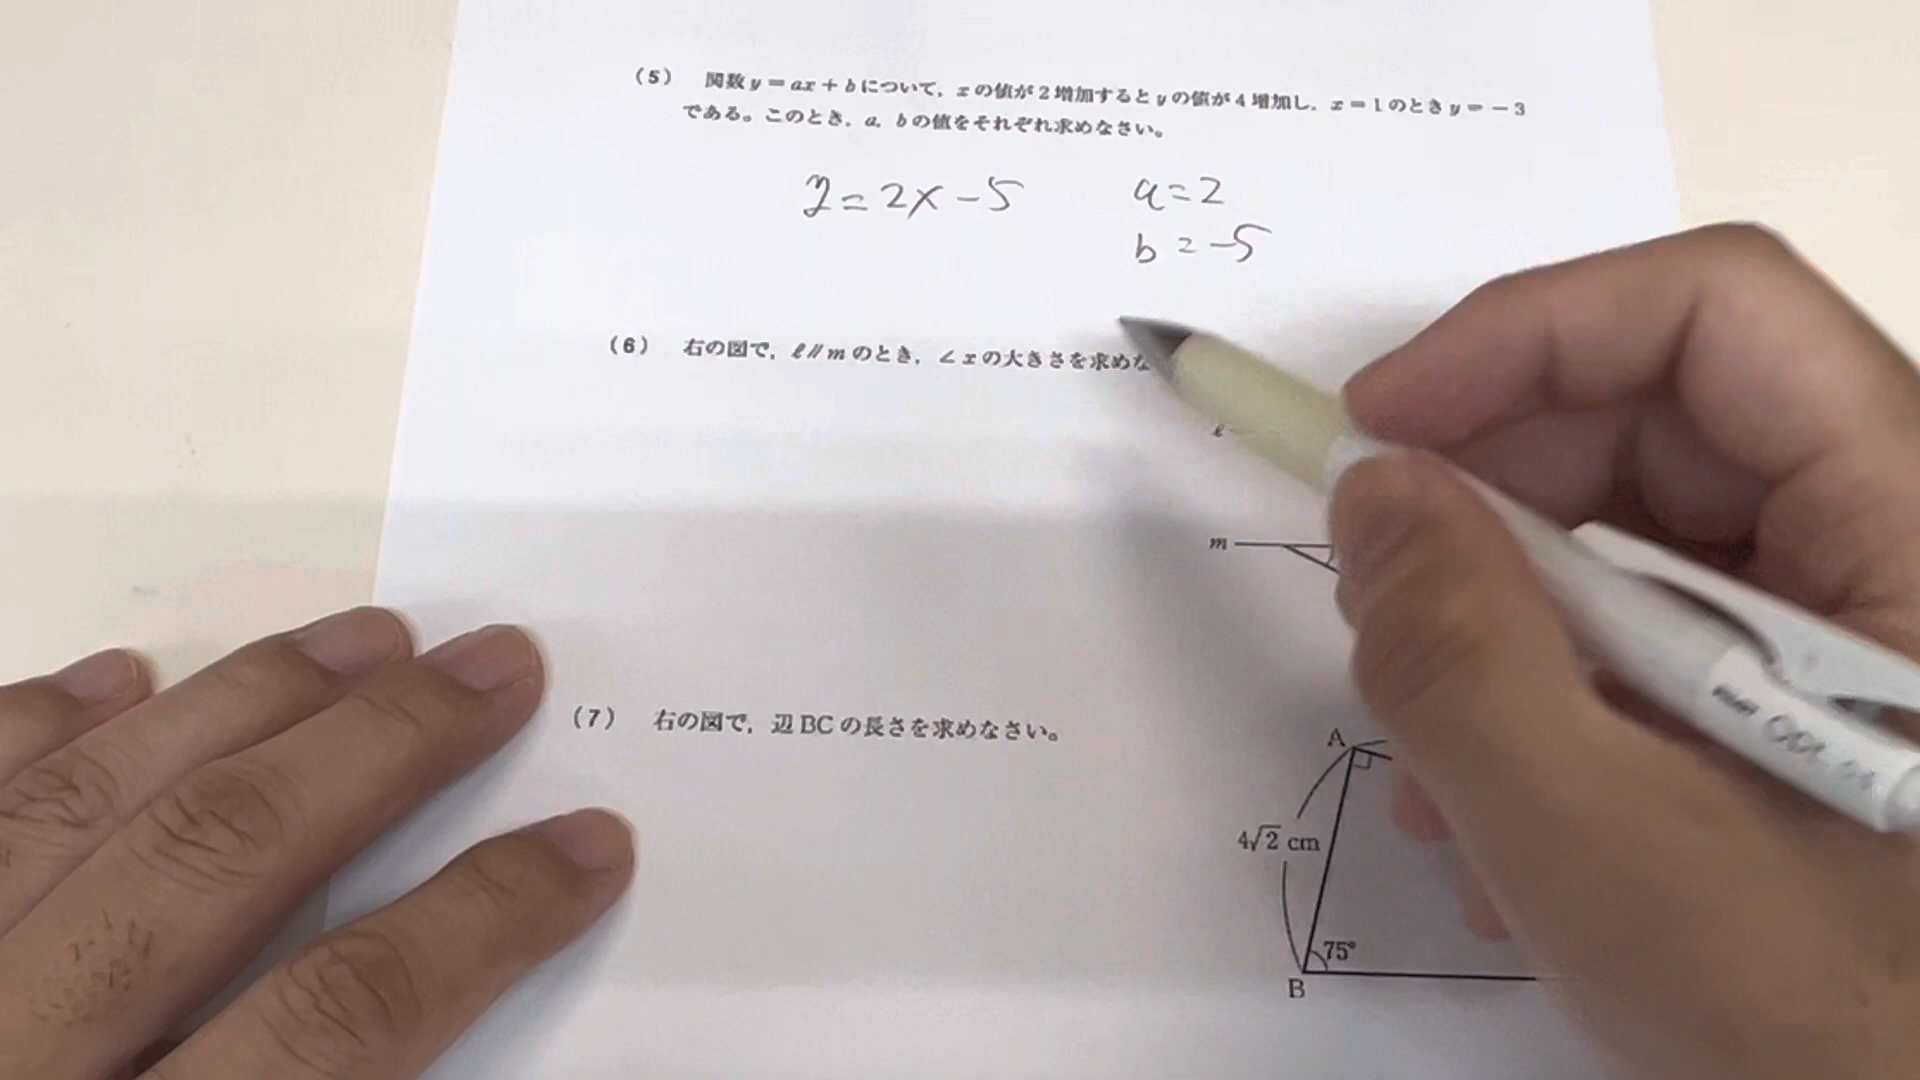 (5) 関数 y = ax + b について, x の値が 2 増加すると y の値が 4 増加し, x = 1 のとき y = − 3
である。このとき, a, b の値をそれぞれ求めなさい。
y = 2x − 5
a = 2
b = −5
(6) 右の図で, ℓ // m のとき, ∠x の大きさを求めな
ℓ
m
(7) 右の図で, 辺 BC の長さを求めなさい。
A
4√2 cm
75°
B